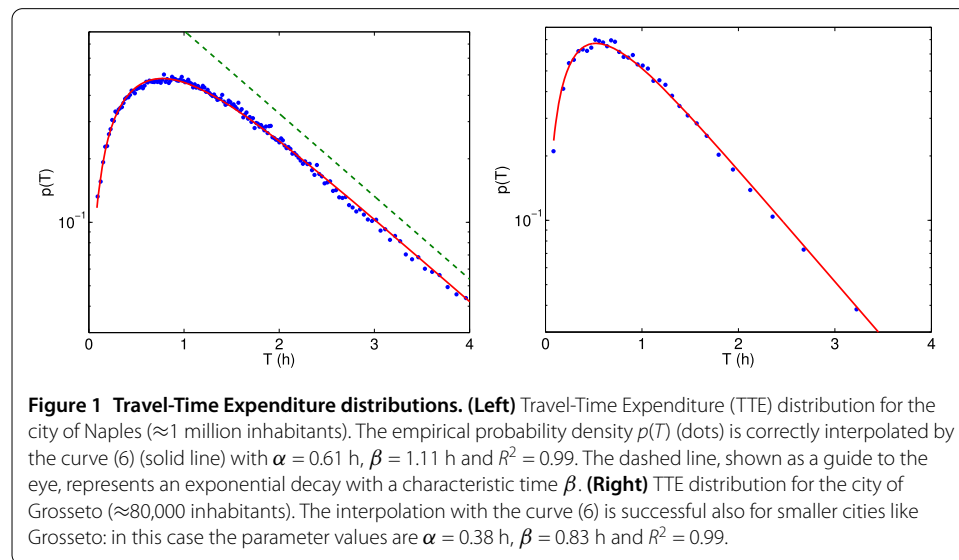 10⁻¹
p(T)
0
1
2
3
4
T (h)
10⁻¹
p(T)
0
1
2
3
4
T (h)
Figure 1 Travel-Time Expenditure distributions. (Left) Travel-Time Expenditure (TTE) distribution for the
city of Naples (≈1 million inhabitants). The empirical probability density p(T) (dots) is correctly interpolated by
the curve (6) (solid line) with α = 0.61 h, β = 1.11 h and R² = 0.99. The dashed line, shown as a guide to the
eye, represents an exponential decay with a characteristic time β. (Right) TTE distribution for the city of
Grosseto (≈80,000 inhabitants). The interpolation with the curve (6) is successful also for smaller cities like
Grosseto: in this case the parameter values are α = 0.38 h, β = 0.83 h and R² = 0.99.